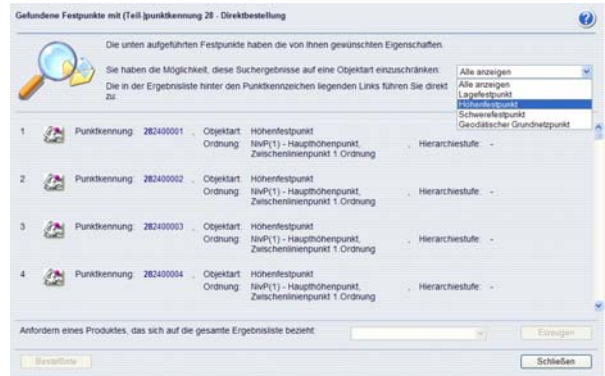 Gefundene Festpunkte mit (Teil-)punktkennung 28 - Direktbestellung
Die unten aufgeführten Festpunkte haben die von Ihnen gewünschten Eigenschaften.
Sie haben die Möglichkeit, diese Suchergebnisse auf eine Objektart einzuschränken: Alle anzeigen
Die in der Ergebnisliste hinter den Punktkennzeichen liegenden Links führen Sie direkt zu:
Alle anzeigen
Lagefestpunkt
Höhenfestpunkt
Schwerefestpunkt
Geodätischer Grundnetzpunkt
1 Punktkennung: 282400001 , Objektart: Höhenfestpunkt
Ordnung: NivP(1) - Haupthöhenpunkt, , Hierarchiestufe: -
Zwischenlinienpunkt 1.Ordnung
2 Punktkennung: 282400002 , Objektart: Höhenfestpunkt
Ordnung: NivP(1) - Haupthöhenpunkt, , Hierarchiestufe: -
Zwischenlinienpunkt 1.Ordnung
3 Punktkennung: 282400003 , Objektart: Höhenfestpunkt
Ordnung: NivP(1) - Haupthöhenpunkt, , Hierarchiestufe: -
Zwischenlinienpunkt 1.Ordnung
4 Punktkennung: 282400004 , Objektart: Höhenfestpunkt
Ordnung: NivP(1) - Haupthöhenpunkt, , Hierarchiestufe: -
Zwischenlinienpunkt 1.Ordnung
Anfordern eines Produktes, das sich auf die gesamte Ergebnisliste bezieht: Erzeugen
Bestellliste Schließen